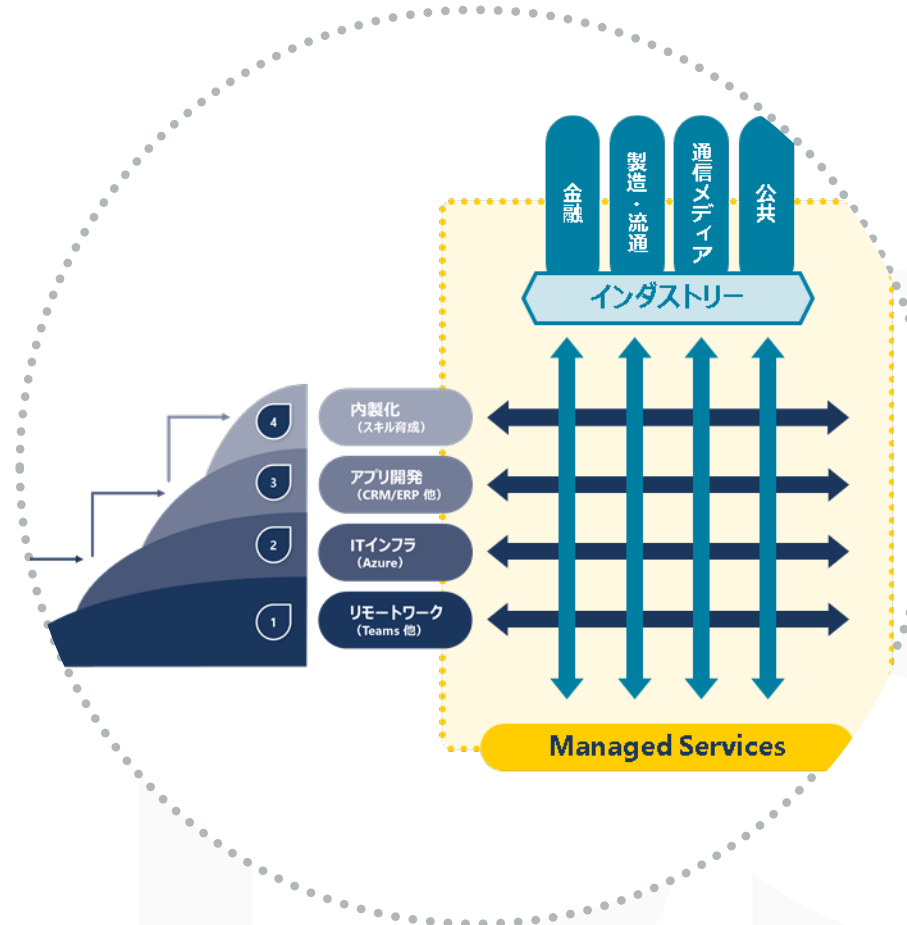 金融
製造・流通
通信メディア
公共
インダストリー
4
内製化
（スキル育成）
3
アプリ開発
（CRM/ERP 他）
2
ITインフラ
（Azure）
1
リモートワーク
（Teams 他）
Managed Services